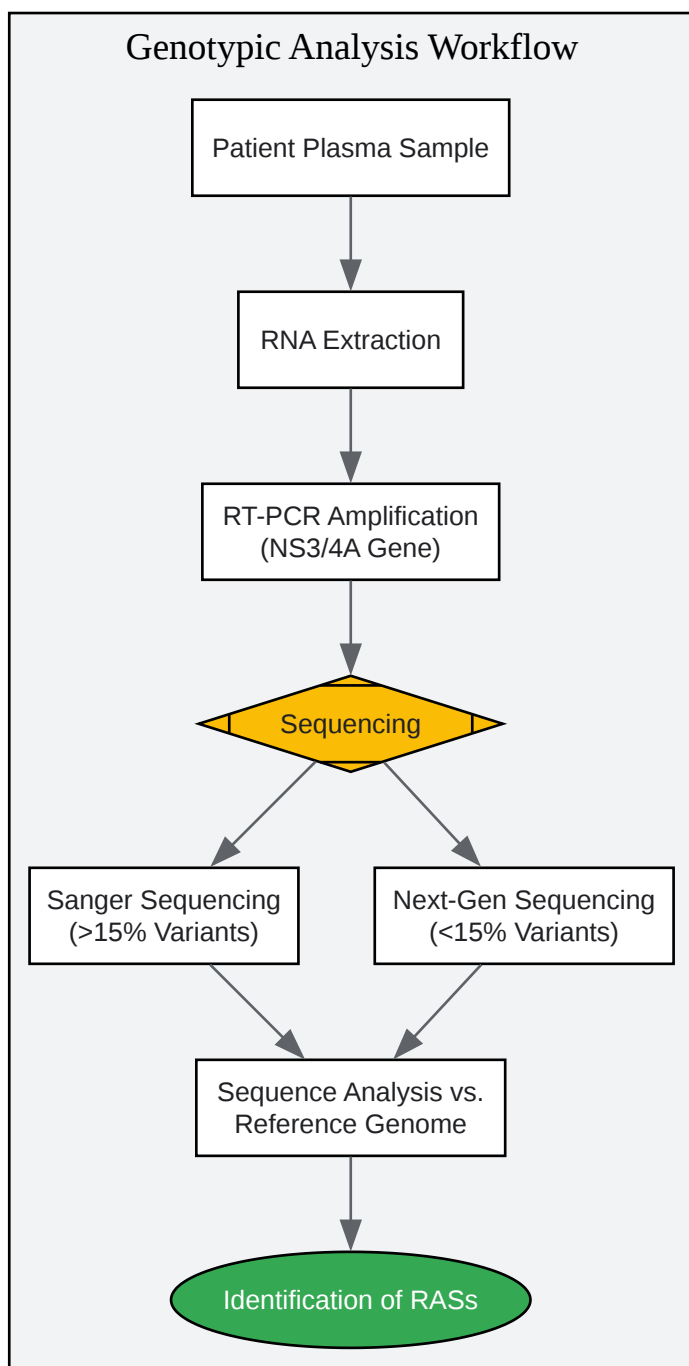 Genotypic Analysis Workflow
Patient Plasma Sample
RNA Extraction
RT-PCR Amplification
(NS3/4A Gene)
Sequencing
Sanger Sequencing
(>15% Variants)
Next-Gen Sequencing
(<15% Variants)
Sequence Analysis vs.
Reference Genome
Identification of RASs